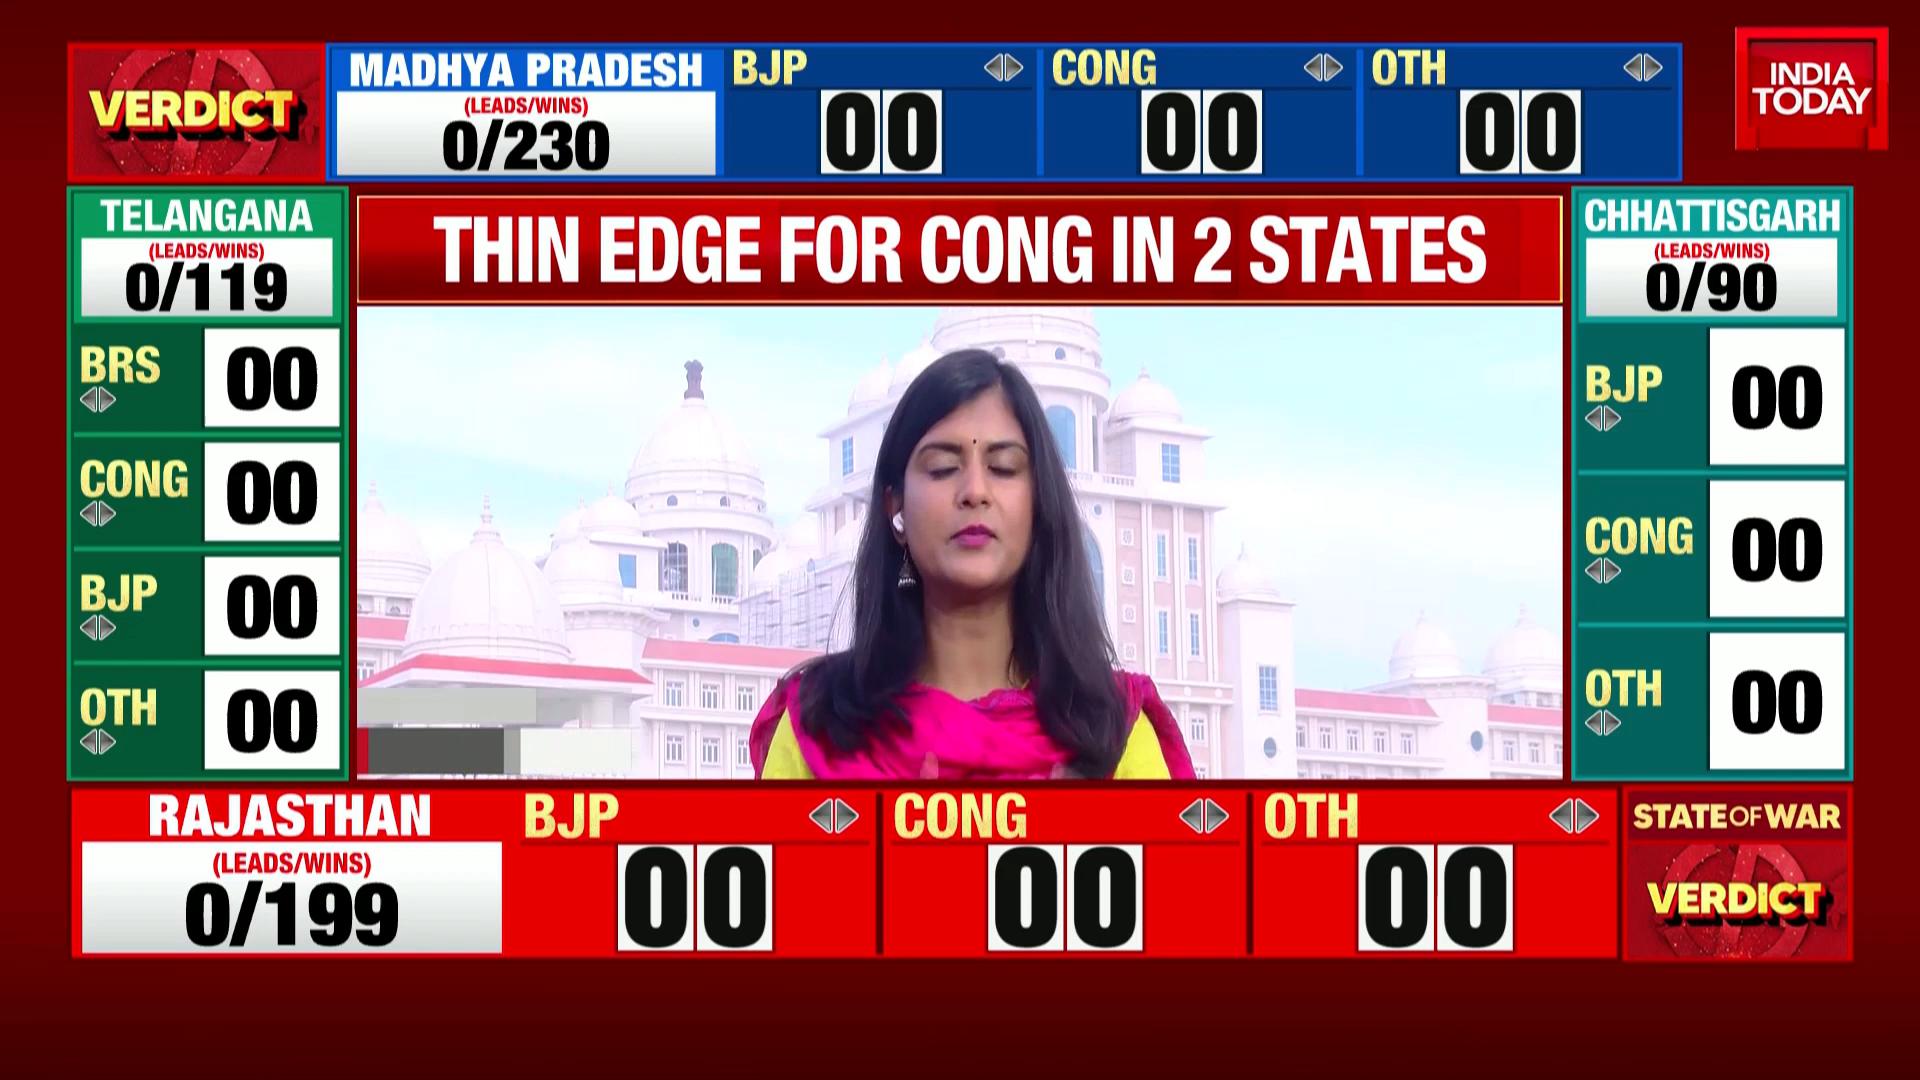 VERDICT
MADHYA PRADESH
(LEADS/WINS)
0/230
BJP
00
CONG
00
OTH
00
INDIA
TODAY
TELANGANA
(LEADS/WINS)
0/119
BRS
00
CONG
00
BJP
00
OTH
00
THIN EDGE FOR CONG IN 2 STATES
CHHATTISGARH
(LEADS/WINS)
0/90
BJP
00
CONG
00
OTH
00
RAJASTHAN
(LEADS/WINS)
0/199
BJP
00
CONG
00
OTH
00
STATE OF WAR
VERDICT